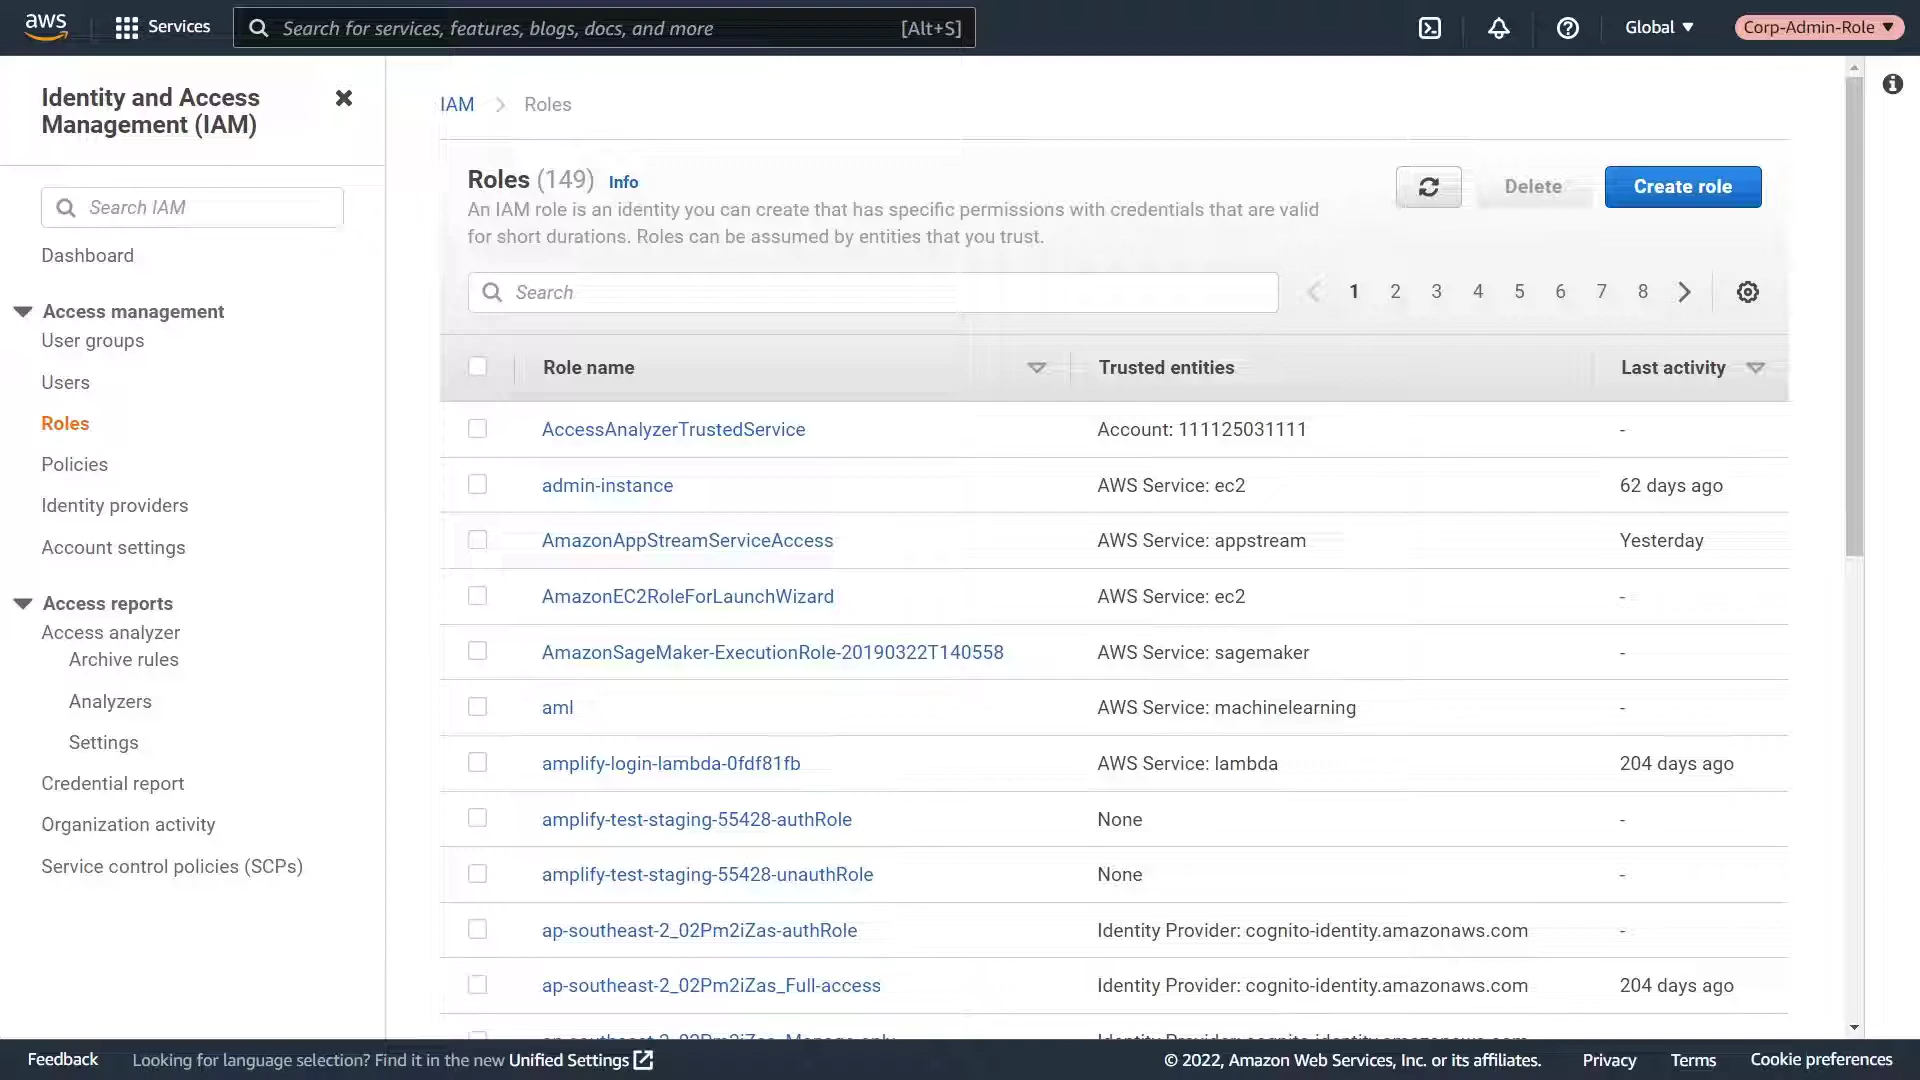 aws
Services
Search for services, features, blogs, docs, and more [Alt+S]
Global
Corp-Admin-Role
Identity and Access
Management (IAM)
Search IAM
Dashboard
Access management
User groups
Users
Roles
Policies
Identity providers
Account settings
Access reports
Access analyzer
Archive rules
Analyzers
Settings
Credential report
Organization activity
Service control policies (SCPs)
IAM > Roles
Roles (149) Info
An IAM role is an identity you can create that has specific permissions with credentials that are valid
for short durations. Roles can be assumed by entities that you trust.
Delete
Create role
Search
1 2 3 4 5 6 7 8
Role name Trusted entities Last activity
AccessAnalyzerTrustedService Account: 111125031111 -
admin-instance AWS Service: ec2 62 days ago
AmazonAppStreamServiceAccess AWS Service: appstream Yesterday
AmazonEC2RoleForLaunchWizard AWS Service: ec2 -
AmazonSageMaker-ExecutionRole-20190322T140558 AWS Service: sagemaker -
aml AWS Service: machinelearning -
amplify-login-lambda-0fdf81fb AWS Service: lambda 204 days ago
amplify-test-staging-55428-authRole None -
amplify-test-staging-55428-unauthRole None -
ap-southeast-2_02Pm2iZas-authRole Identity Provider: cognito-identity.amazonaws.com -
ap-southeast-2_02Pm2iZas_Full-access Identity Provider: cognito-identity.amazonaws.com 204 days ago
Feedback
Looking for language selection? Find it in the new Unified Settings
© 2022, Amazon Web Services, Inc. or its affiliates.
Privacy
Terms
Cookie preferences